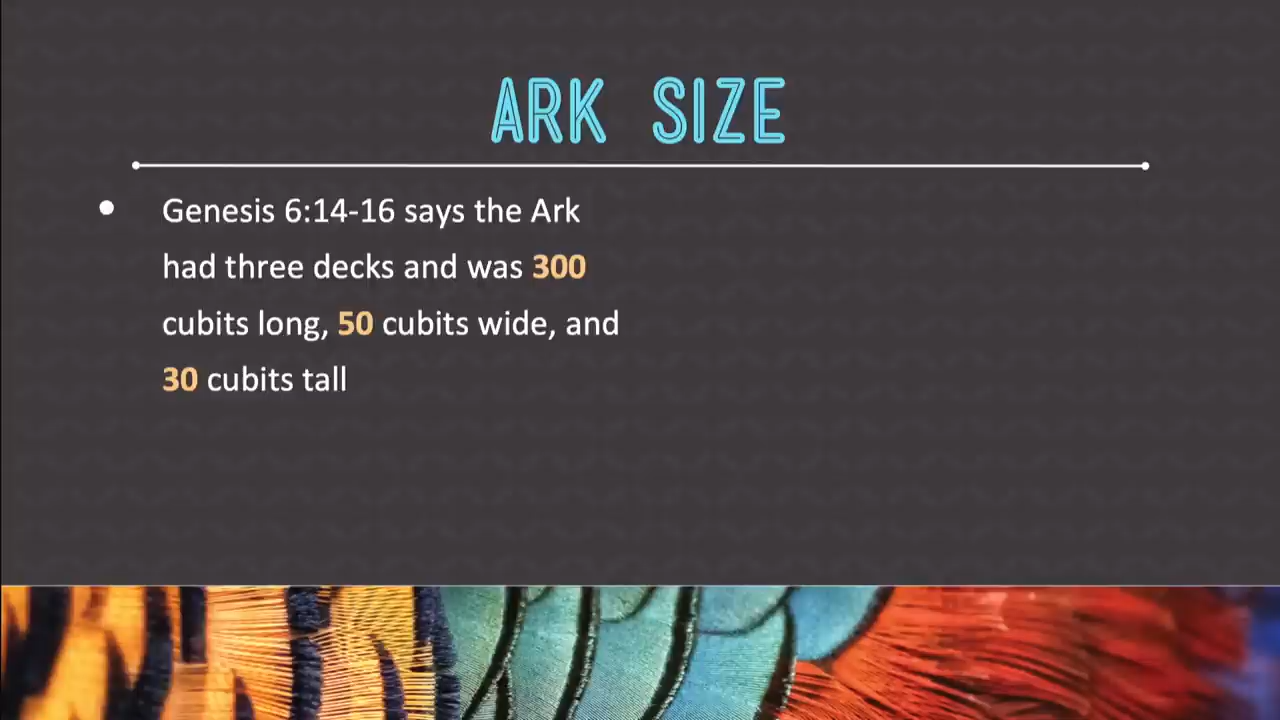 ARK SIZE
• Genesis 6:14-16 says the Ark
had three decks and was 300
cubits long, 50 cubits wide, and
30 cubits tall